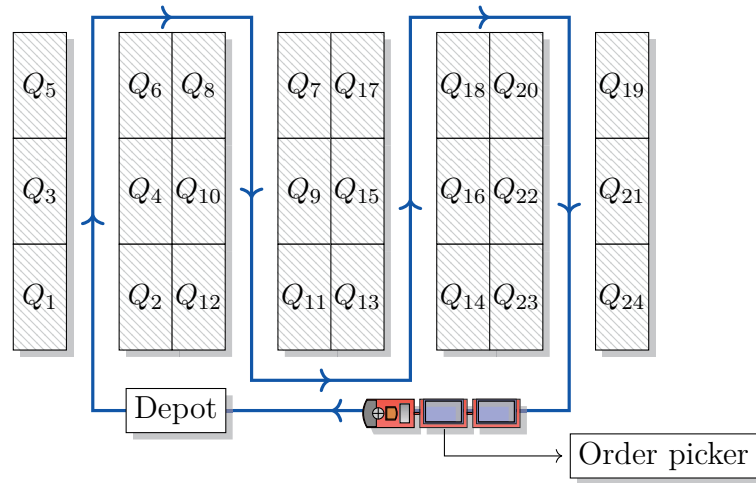 Q5 Q6 Q8 Q7 Q17 Q18 Q20 Q19
Q3 Q4 Q10 Q9 Q15 Q16 Q22 Q21
Q1 Q2 Q12 Q11 Q13 Q14 Q23 Q24
Depot
Order picker